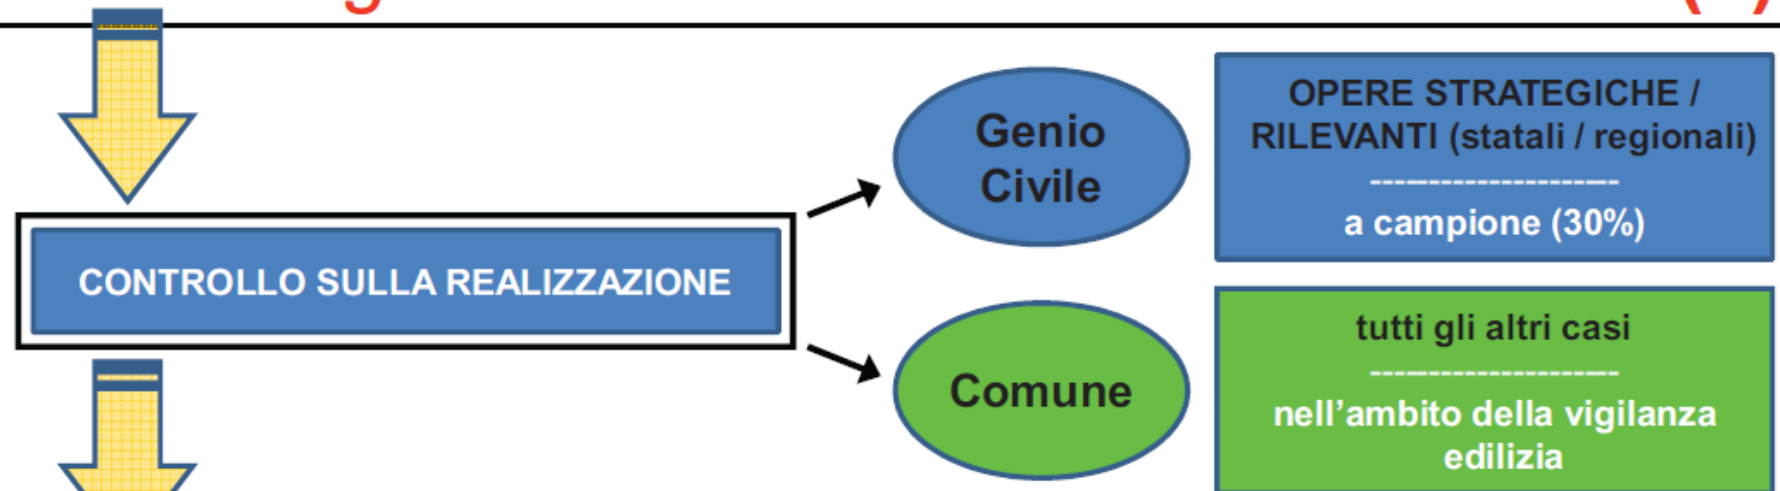 CONTROLLO SULLA REALIZZAZIONE
Genio
Civile
OPERE STRATEGICHE /
RILEVANTI (statali / regionali)
---------------------
a campione (30%)
Comune
tutti gli altri casi
---------------------
nell’ambito della vigilanza
edilizia